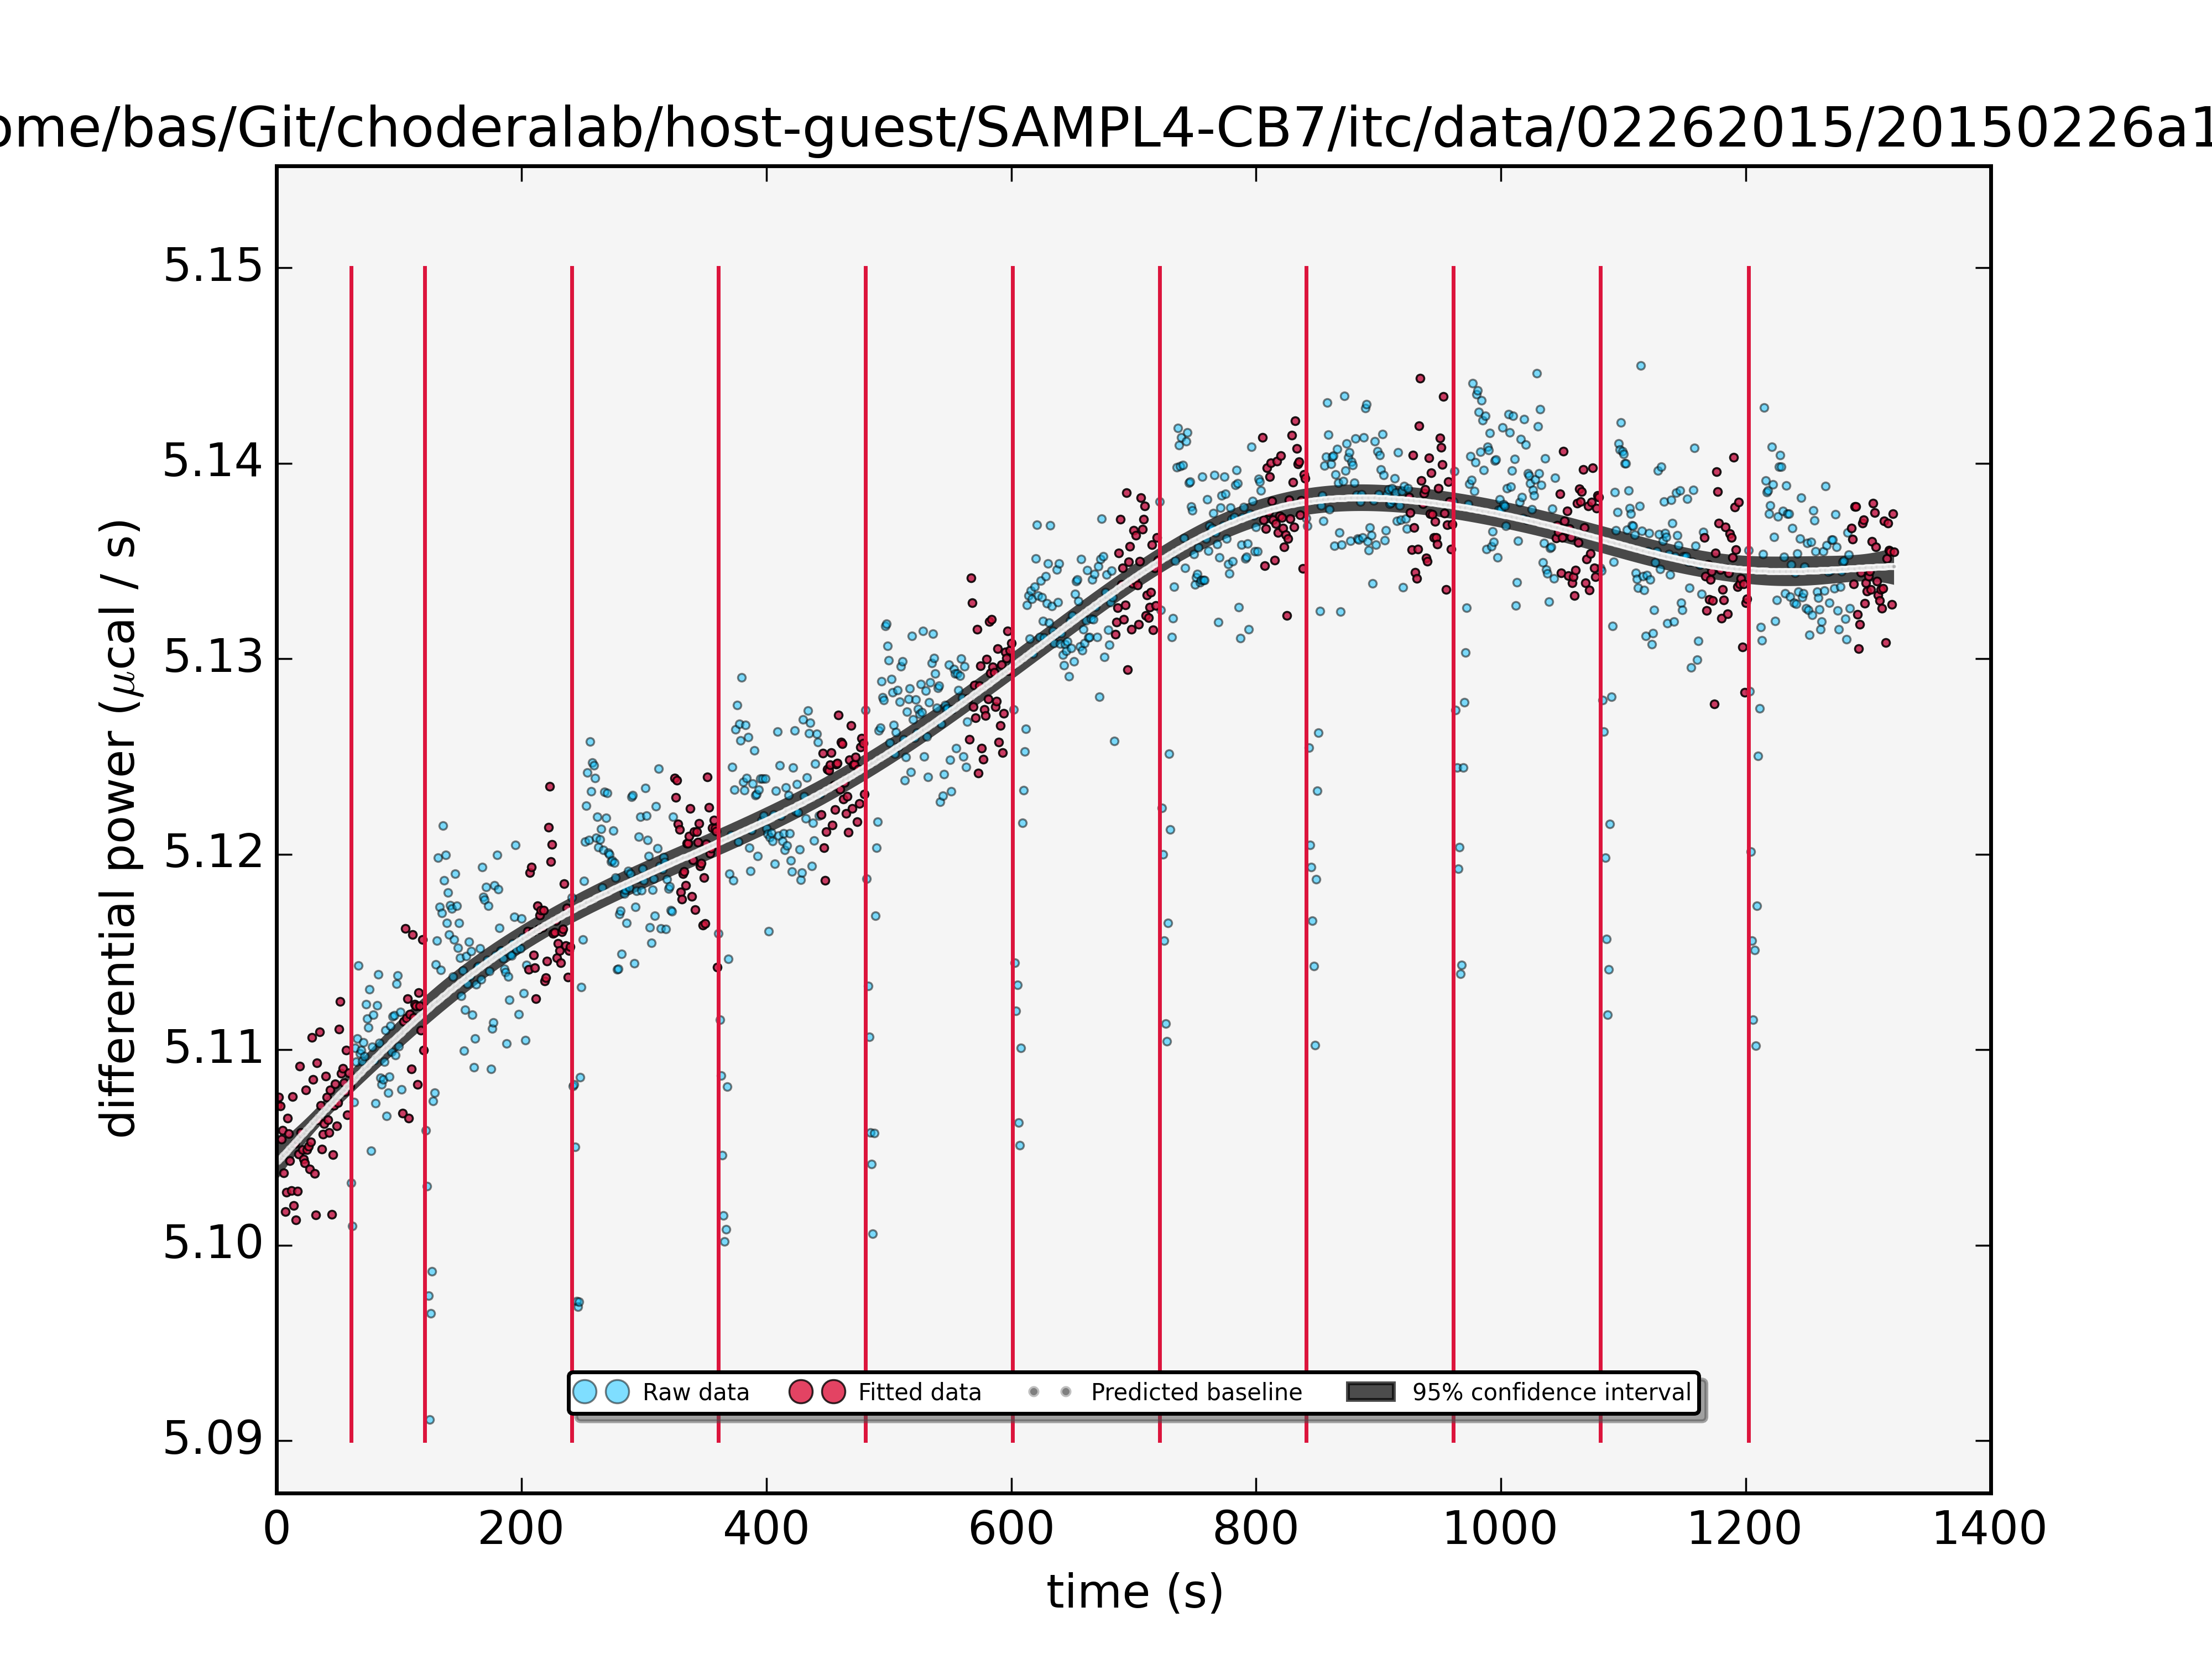 ome/bas/Git/choderalab/host-guest/SAMPL4-CB7/itc/data/02262015/20150226a1
5.15
5.14
5.13
5.12
5.11
5.10
5.09
differential power (μcal / s)
Raw data Fitted data Predicted baseline 95% confidence interval
0 200 400 600 800 1000 1200 1400
time (s)